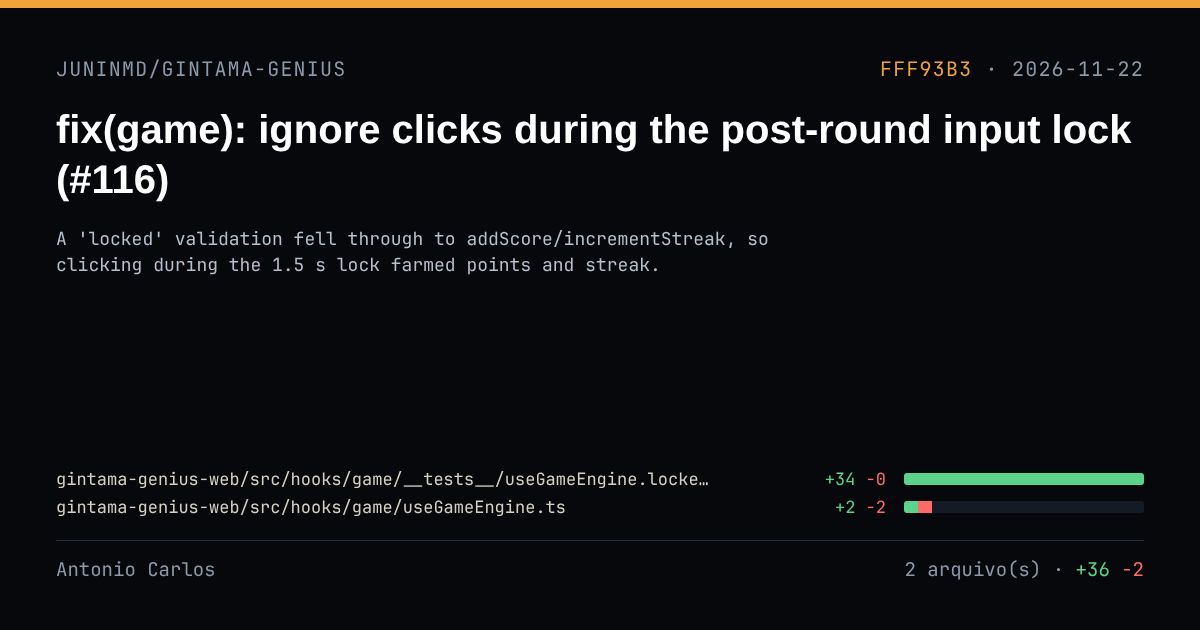 JUNINMD/GINTAMA-GENIUS
FFF93B3 · 2026-11-22
fix(game): ignore clicks during the post-round input lock
(#116)
A 'locked' validation fell through to addScore/incrementStreak, so
clicking during the 1.5 s lock farmed points and streak.
gintama-genius-web/src/hooks/game/__tests__/useGameEngine.locke… +34 -0
gintama-genius-web/src/hooks/game/useGameEngine.ts +2 -2
Antonio Carlos
2 arquivo(s) · +36 -2